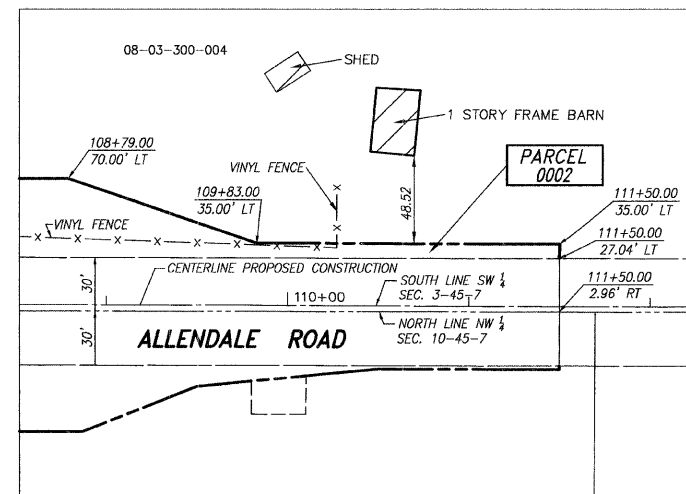 08-03-300-004
SHED
1 STORY FRAME BARN
108+79.00
70.00' LT
VINYL FENCE
PARCEL
0002
109+83.00
35.00' LT
48.52
111+50.00
35.00' LT
VINYL FENCE
111+50.00
27.04' LT
CENTERLINE PROPOSED CONSTRUCTION
30'
SOUTH LINE SW ¼
SEC. 3-45-7
111+50.00
2.96' RT
110+00
30'
NORTH LINE NW ¼
SEC. 10-45-7
ALLENDALE ROAD